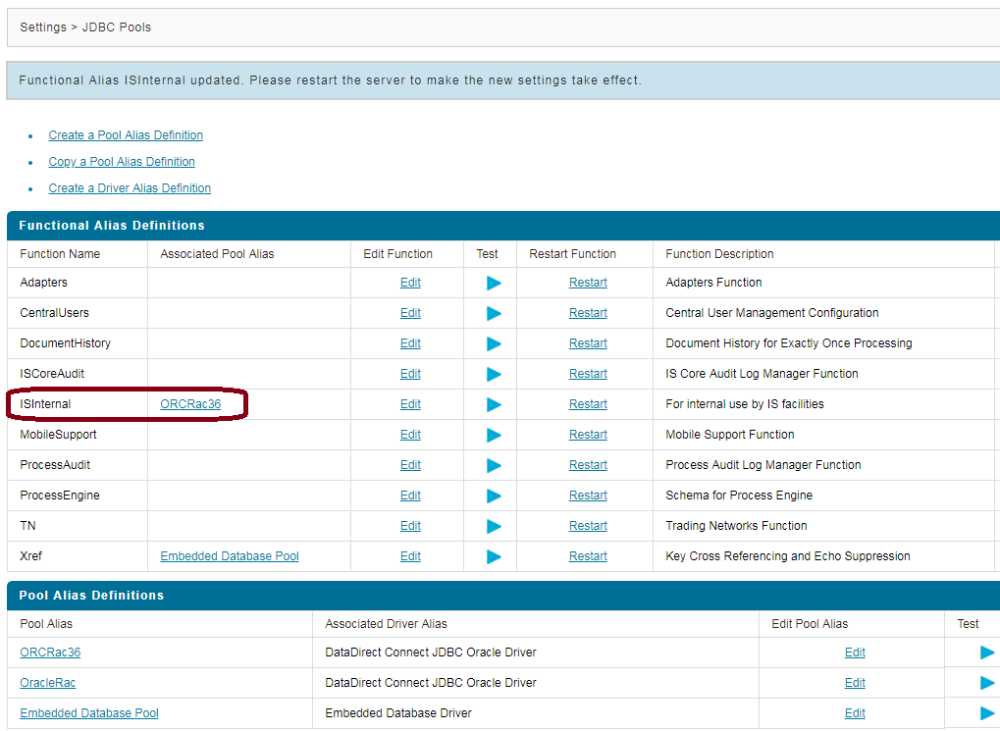 Settings > JDBC Pools
Functional Alias ISInternal updated. Please restart the server to make the new settings take effect.
Create a Pool Alias Definition
Copy a Pool Alias Definition
Create a Driver Alias Definition
Functional Alias Definitions
Function Name Associated Pool Alias Edit Function Test Restart Function Function Description
Adapters Edit Restart Adapters Function
CentralUsers Edit Restart Central User Management Configuration
DocumentHistory Edit Restart Document History for Exactly Once Processing
ISCoreAudit Edit Restart IS Core Audit Log Manager Function
ISInternal ORCRac36 Edit Restart For internal use by IS facilities
MobileSupport Edit Restart Mobile Support Function
ProcessAudit Edit Restart Process Audit Log Manager Function
ProcessEngine Edit Restart Schema for Process Engine
TN Edit Restart Trading Networks Function
Xref Embedded Database Pool Edit Restart Key Cross Referencing and Echo Suppression
Pool Alias Definitions
Pool Alias Associated Driver Alias Edit Pool Alias Test
ORCRac36 DataDirect Connect JDBC Oracle Driver Edit
OracleRac DataDirect Connect JDBC Oracle Driver Edit
Embedded Database Pool Embedded Database Driver Edit